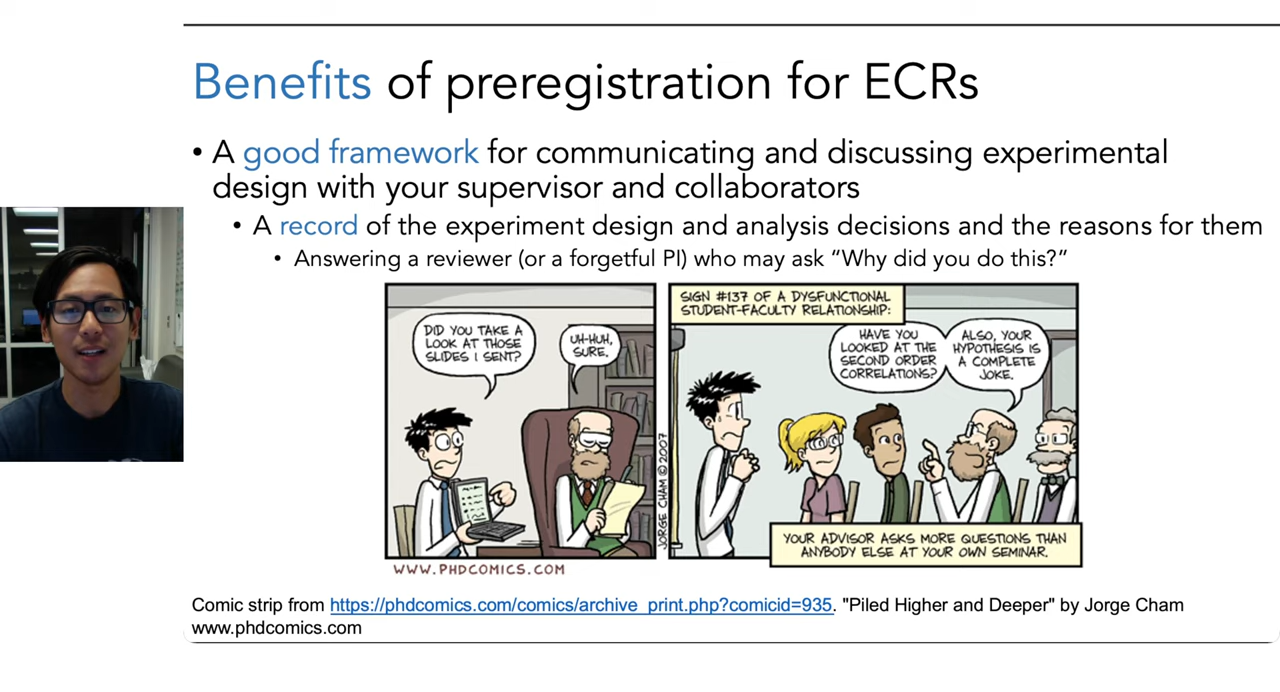 Benefits of preregistration for ECRs
• A good framework for communicating and discussing experimental
design with your supervisor and collaborators
• A record of the experiment design and analysis decisions and the reasons for them
• Answering a reviewer (or a forgetful PI) who may ask “Why did you do this?”
DID YOU TAKE A
LOOK AT THOSE
SLIDES I SENT?
UH-HUH,
SURE.
WWW.PHDCOMICS.COM
JORGE CHAM © 2007
SIGN #137 OF A DYSFUNCTIONAL
STUDENT-FACULTY RELATIONSHIP:
HAVE YOU
LOOKED AT THE
SECOND ORDER
CORRELATIONS?
ALSO, YOUR
HYPOTHESIS IS
A COMPLETE
JOKE.
YOUR ADVISOR ASKS MORE QUESTIONS THAN
ANYBODY ELSE AT YOUR OWN SEMINAR.
Comic strip from https://phdcomics.com/comics/archive_print.php?comicid=935. "Piled Higher and Deeper" by Jorge Cham
www.phdcomics.com